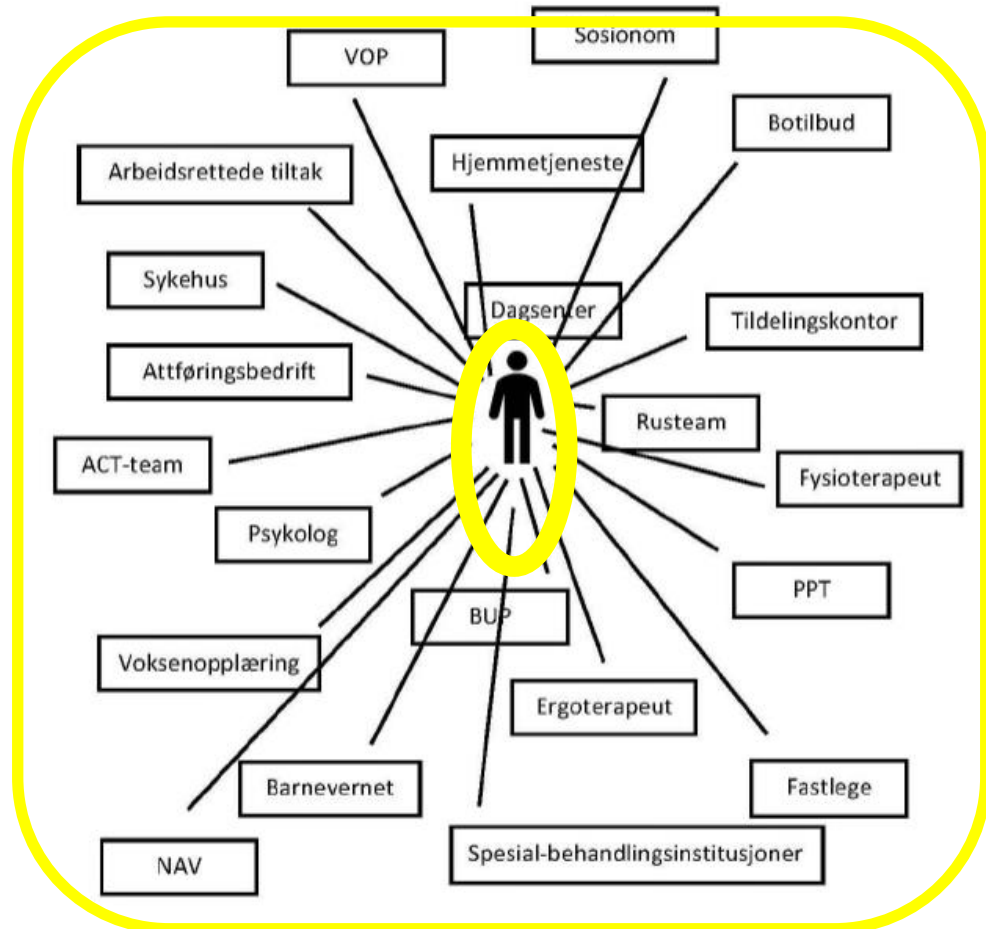 Sosionom
VOP
Botilbud
Hjemmetjeneste
Arbeidsrettede tiltak
Sykehus
Dagsenter
Tildelingskontor
Attføringsbedrift
Rusteam
ACT-team
Fysioterapeut
Psykolog
PPT
BUP
Voksenopplæring
Ergoterapeut
Barnevernet
Fastlege
Spesial-behandlingsinstitusjoner
NAV